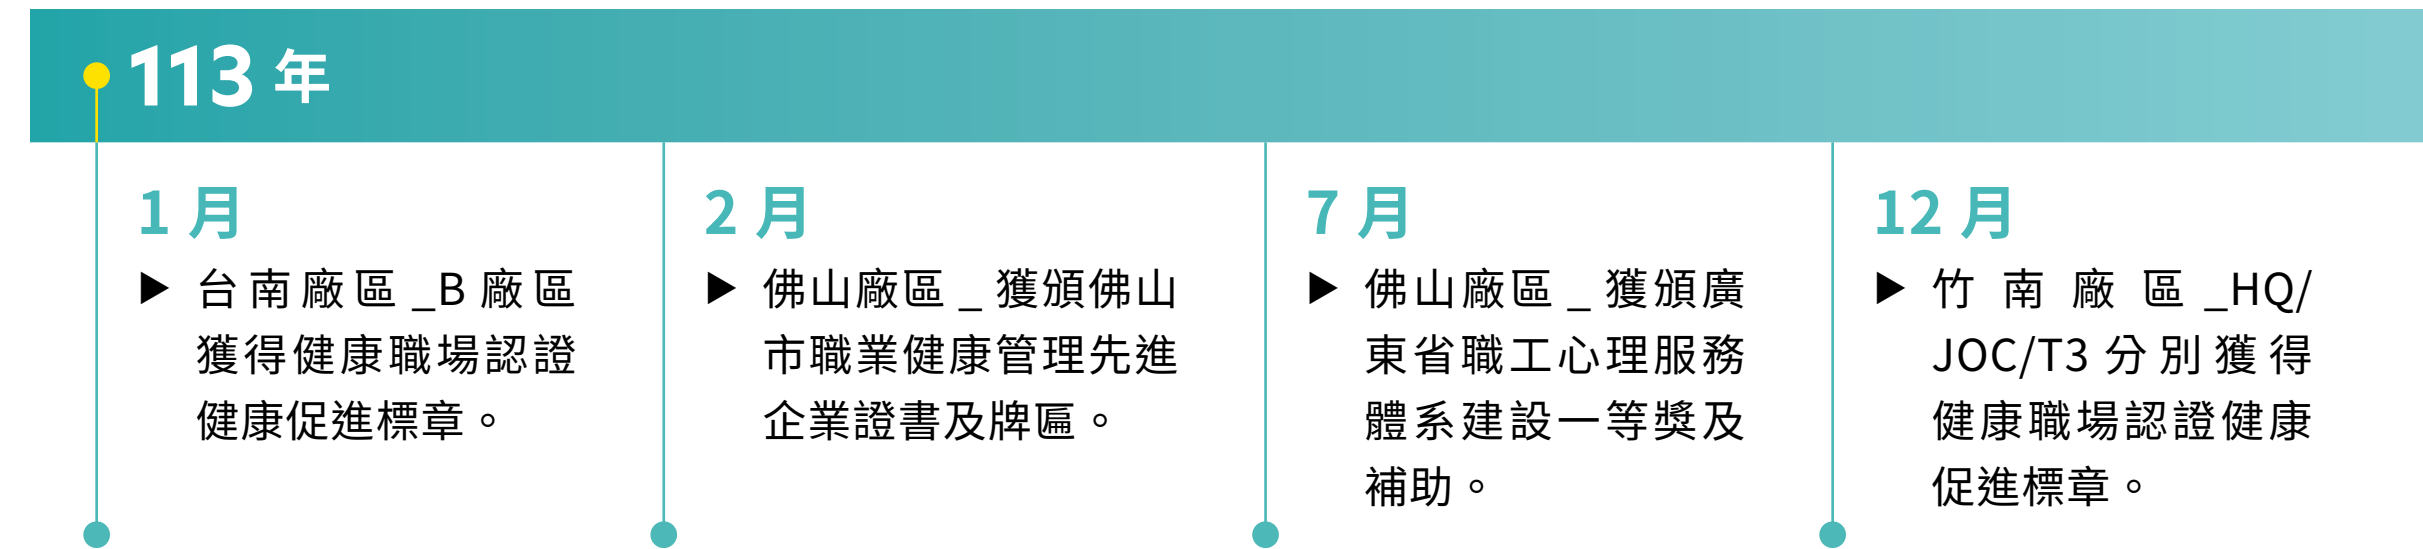 113 年
1 月
▶ 台南廠區_B 廠區
獲得健康職場認證
健康促進標章。
2 月
▶ 佛山廠區_獲頒佛山
市職業健康管理先進
企業證書及牌匾。
7 月
▶ 佛山廠區_獲頒廣
東省職工心理服務
體系建設一等獎及
補助。
12 月
▶ 竹南廠區_HQ/
JOC/T3 分別獲得
健康職場認證健康
促進標章。